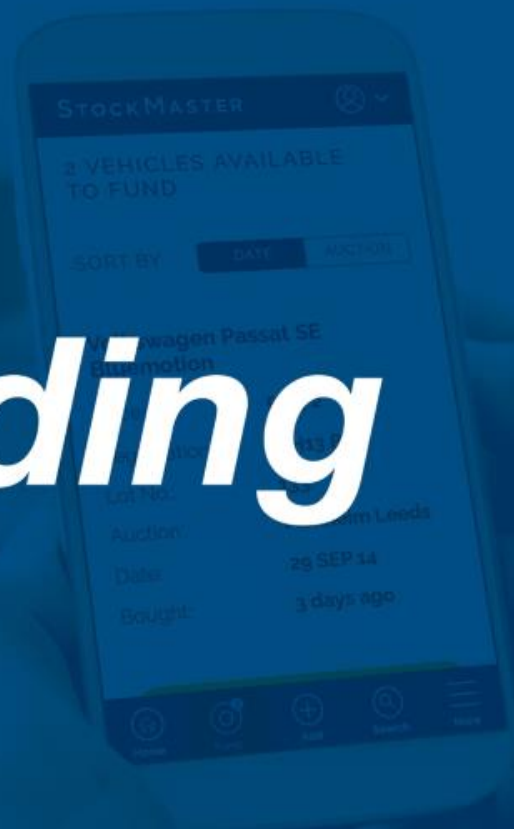 STOCKMASTER
2 VEHICLES AVAILABLE
TO FUND
SORT BY DATE AUCTION
Passat SE
ding
Lot No.:
Auction: Leeds
Date: 29 SEP 14
Bought: 3 days ago
Home Fund Add Search More